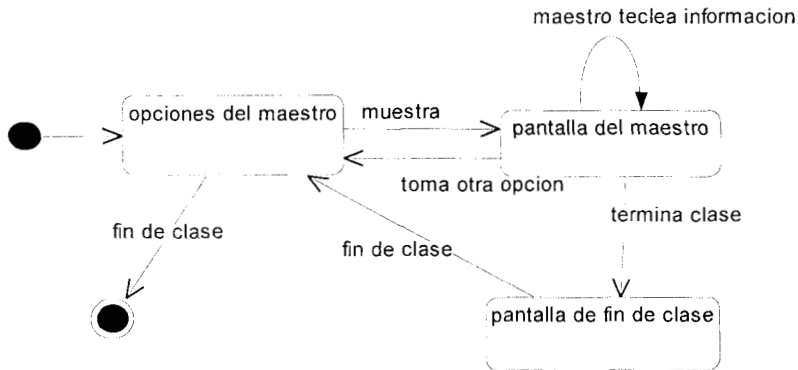 maestro teclea informacion
opciones del maestro
muestra
pantalla del maestro
toma otra opcion
termina clase
fin de clase
fin de clase
pantalla de fin de clase